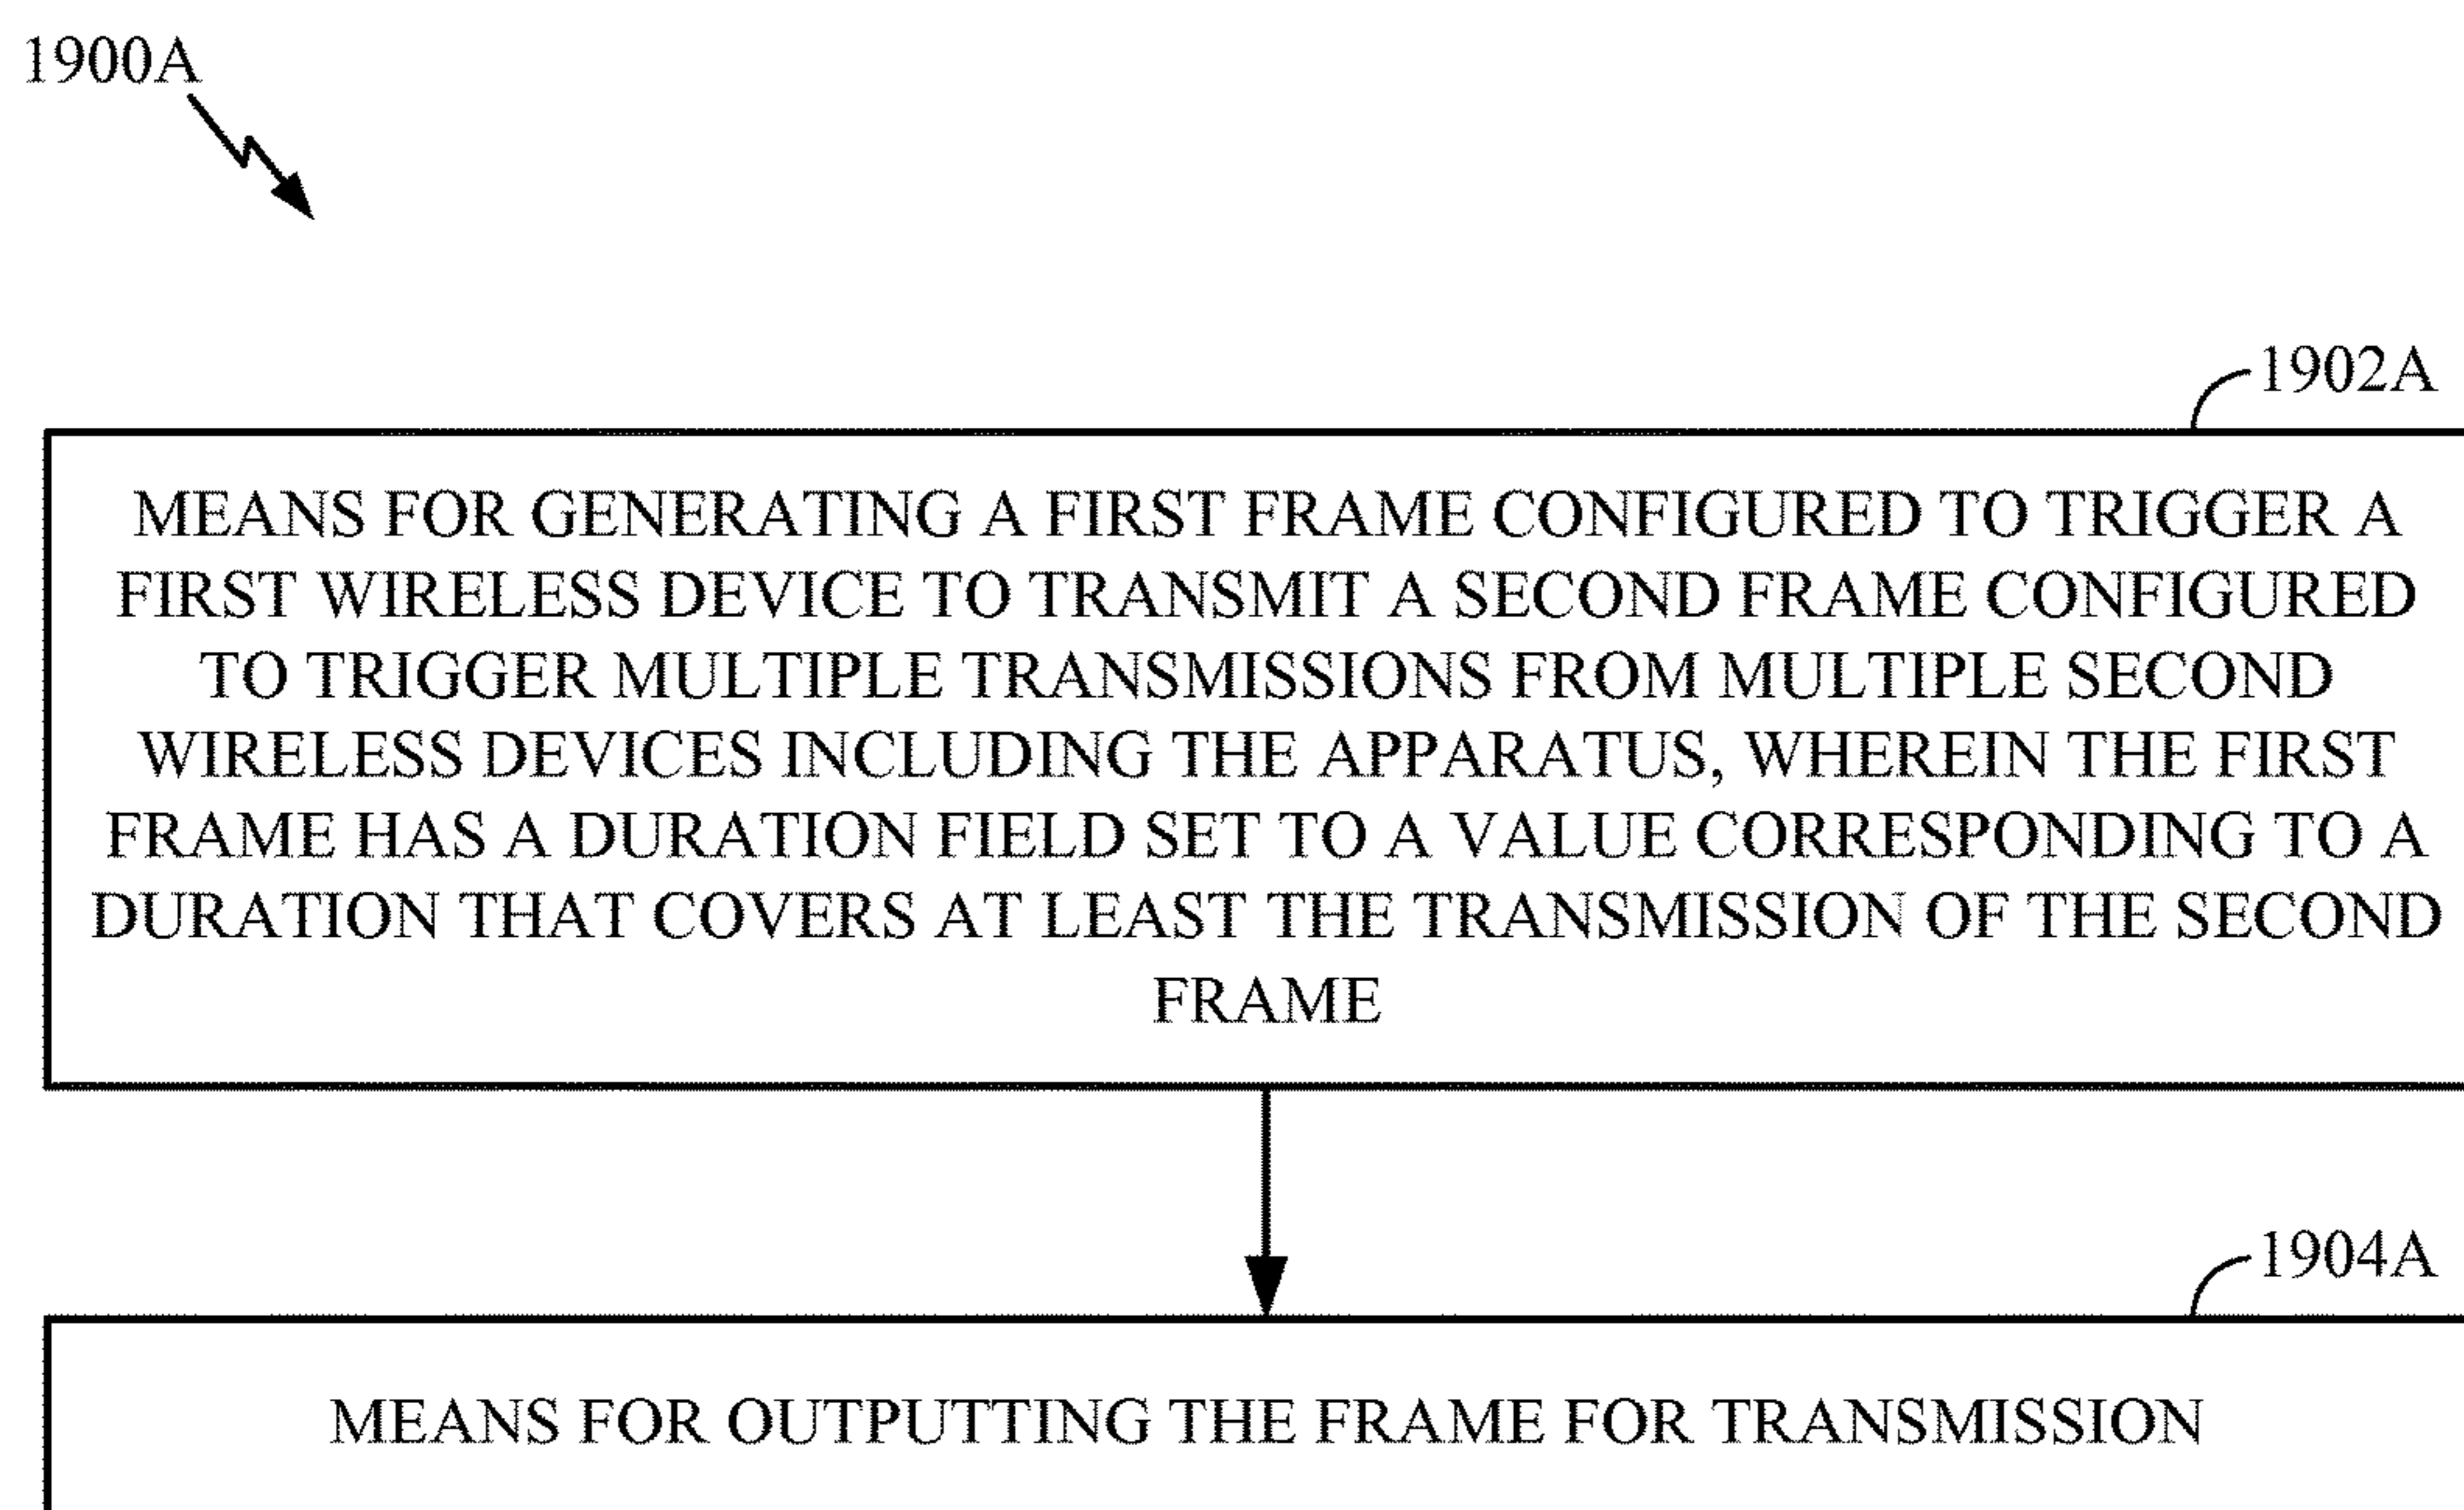 1900A
1902A
MEANS FOR GENERATING A FIRST FRAME CONFIGURED TO TRIGGER A
FIRST WIRELESS DEVICE TO TRANSMIT A SECOND FRAME CONFIGURED
TO TRIGGER MULTIPLE TRANSMISSIONS FROM MULTIPLE SECOND
WIRELESS DEVICES INCLUDING THE APPARATUS, WHEREIN THE FIRST
FRAME HAS A DURATION FIELD SET TO A VALUE CORRESPONDING TO A
DURATION THAT COVERS AT LEAST THE TRANSMISSION OF THE SECOND
FRAME
1904A
MEANS FOR OUTPUTTING THE FRAME FOR TRANSMISSION